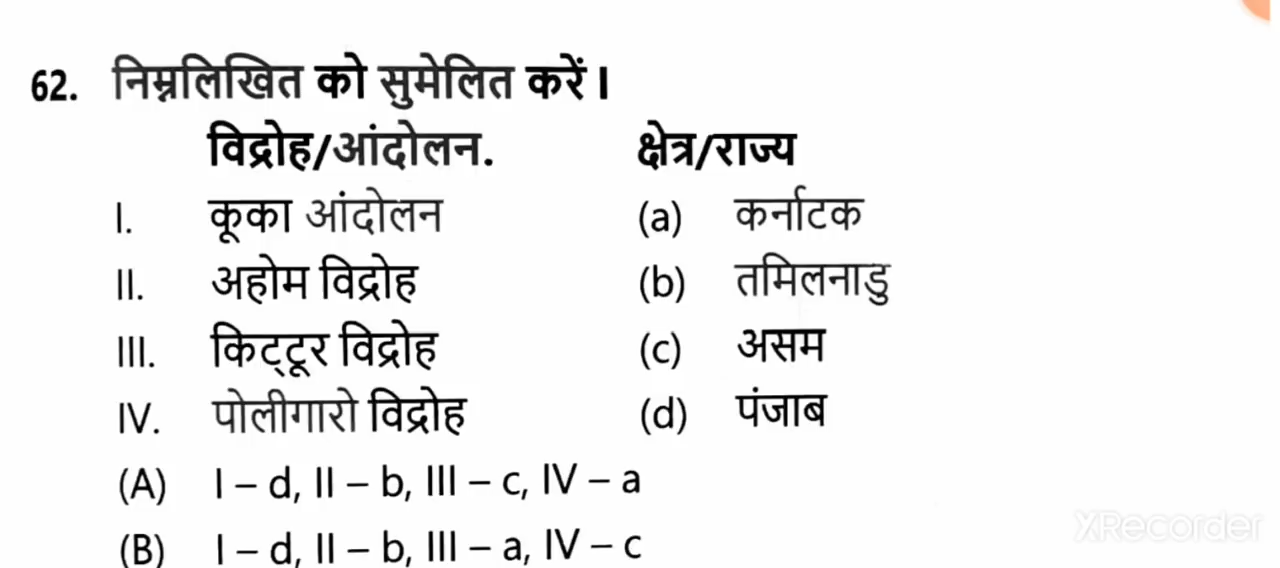 62. निम्नलिखित को सुमेलित करें।
विद्रोह/आंदोलन. क्षेत्र/राज्य
I. कूका आंदोलन (a) कर्नाटक
II. अहोम विद्रोह (b) तमिलनाडु
III. किट्टूर विद्रोह (c) असम
IV. पोलीगारो विद्रोह (d) पंजाब
(A) I – d, II – b, III – c, IV – a
(B) I – d, II – b, III – a, IV – c
XRecorder